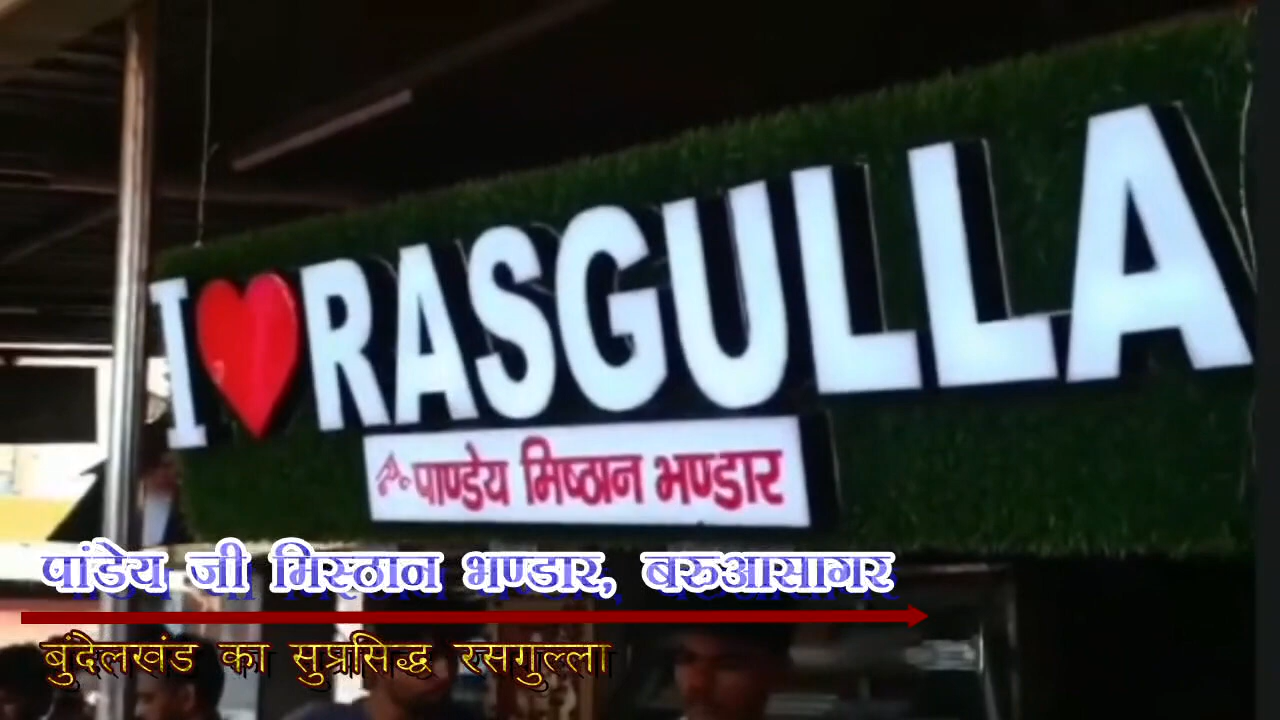 I ❤ RASGULLA
पाण्डेय मिष्ठान भण्डार
पांडेय जी मिस्ठान भण्डार, बरुआसागर
बुंदेलखंड का सुप्रसिद्ध रसगुल्ला